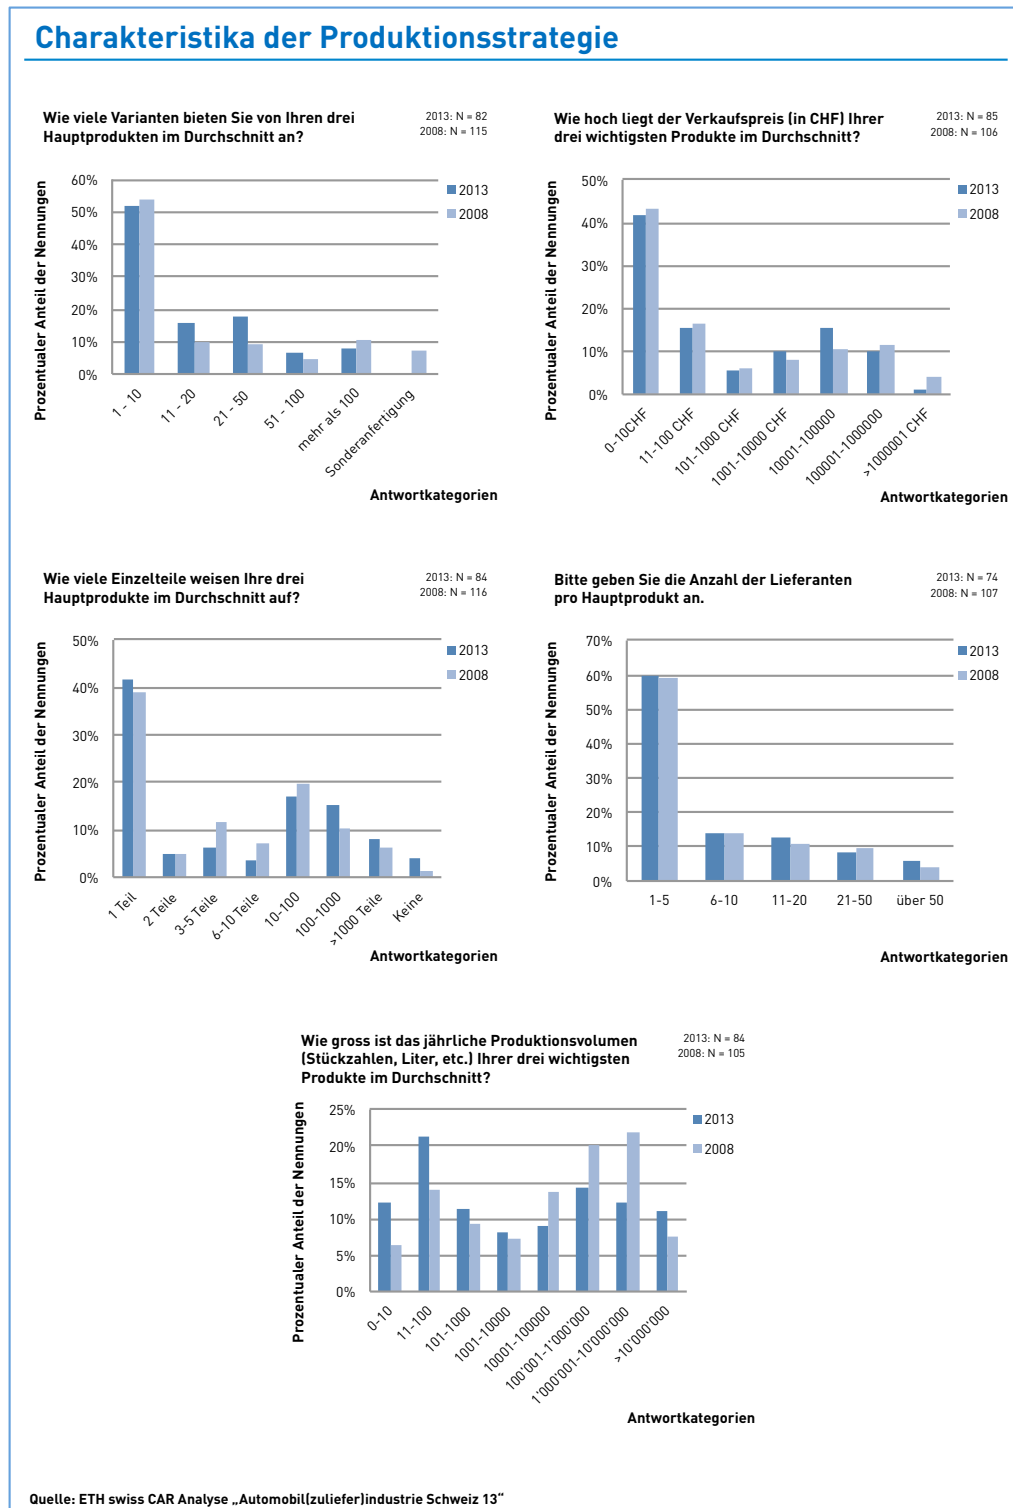 Charakteristika der Produktionsstrategie
Wie viele Varianten bieten Sie von Ihren drei
Hauptprodukten im Durchschnitt an?
2013: N = 82
2008: N = 115
Prozentualer Anteil der Nennungen
60%
50%
40%
30%
20%
10%
0%
2013
2008
1 - 10
11 - 20
21 - 50
51 - 100
mehr als 100
Sonderanfertigung
Antwortkategorien
Wie hoch liegt der Verkaufspreis (in CHF) Ihrer
drei wichtigsten Produkte im Durchschnitt?
2013: N = 85
2008: N = 106
Prozentualer Anteil der Nennungen
50%
40%
30%
20%
10%
0%
2013
2008
0-10CHF
11-100 CHF
101-1000 CHF
1001-10000 CHF
10001-100000
100001-1000000
>1000001 CHF
Antwortkategorien
Wie viele Einzelteile weisen Ihre drei
Hauptprodukte im Durchschnitt auf?
2013: N = 84
2008: N = 116
Prozentualer Anteil der Nennungen
50%
40%
30%
20%
10%
0%
2013
2008
1 Teil
2 Teile
3-5 Teile
6-10 Teile
10-100
100-1000
>1000 Teile
Keine
Antwortkategorien
Bitte geben Sie die Anzahl der Lieferanten
pro Hauptprodukt an.
2013: N = 74
2008: N = 107
Prozentualer Anteil der Nennungen
70%
60%
50%
40%
30%
20%
10%
0%
2013
2008
1-5
6-10
11-20
21-50
über 50
Antwortkategorien
Wie gross ist das jährliche Produktionsvolumen
(Stückzahlen, Liter, etc.) Ihrer drei wichtigsten
Produkte im Durchschnitt?
2013: N = 84
2008: N = 105
Prozentualer Anteil der Nennungen
25%
20%
15%
10%
5%
0%
2013
2008
0-10
11-100
101-1000
1001-10000
10001-100000
100'001-1'000'000
1'000'001-10'000'000
>10'000'000
Antwortkategorien
Quelle: ETH swiss CAR Analyse „Automobil(zuliefer)industrie Schweiz 13“